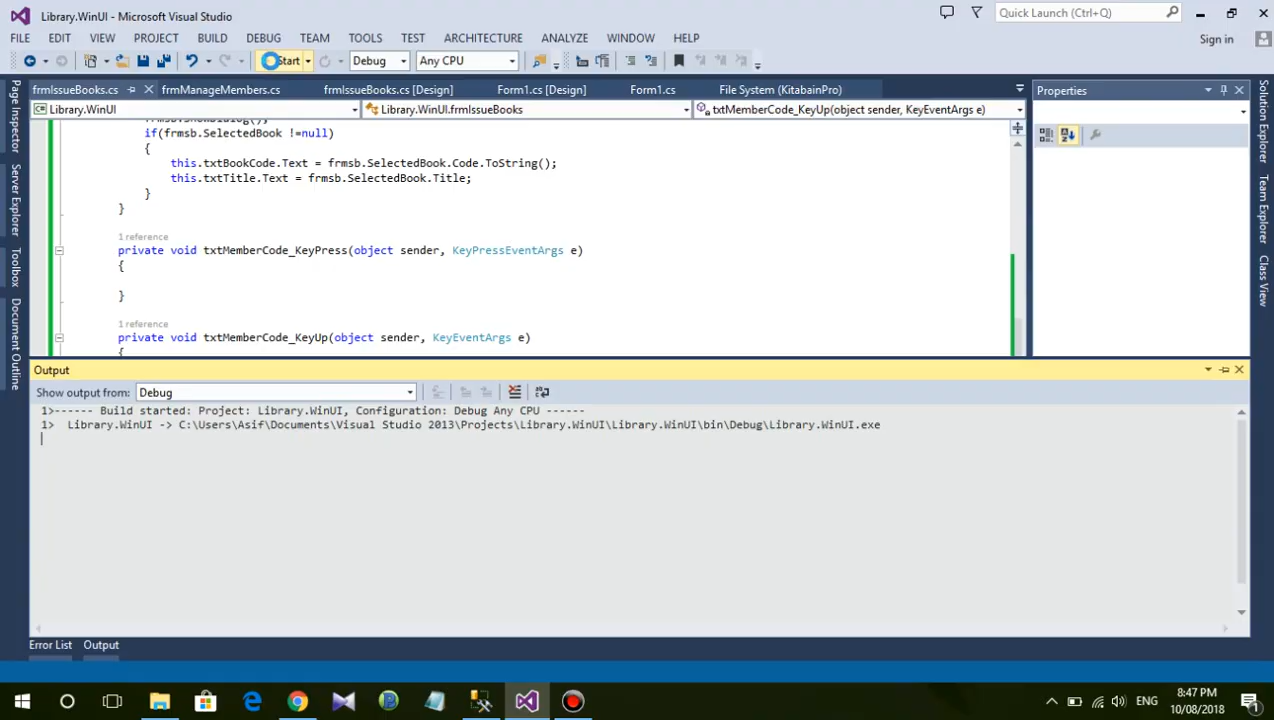 Library.WinUI - Microsoft Visual Studio
Quick Launch (Ctrl+Q)
FILE EDIT VIEW PROJECT BUILD DEBUG TEAM TOOLS TEST ARCHITECTURE ANALYZE WINDOW HELP
Sign in
Start Debug Any CPU
frmIssueBooks.cs frmManageMembers.cs frmIssueBooks.cs [Design] Form1.cs [Design] Form1.cs File System (KitabainPro)
Library.WinUI Library.WinUI.frmIssueBooks txtMemberCode_KeyUp(object sender, KeyEventArgs e)
frmsb.ShowDialog();
if(frmsb.SelectedBook !=null)
{
this.txtBookCode.Text = frmsb.SelectedBook.Code.ToString();
this.txtTitle.Text = frmsb.SelectedBook.Title;
}
}
1 reference
private void txtMemberCode_KeyPress(object sender, KeyPressEventArgs e)
{
}
1 reference
private void txtMemberCode_KeyUp(object sender, KeyEventArgs e)
{
Properties
Page Inspector
Server Explorer
Toolbox
Document Outline
Solution Explorer
Team Explorer
Class View
Output
Show output from: Debug
1>------ Build started: Project: Library.WinUI, Configuration: Debug Any CPU ------
1> Library.WinUI -> C:\Users\Asif\Documents\Visual Studio 2013\Projects\Library.WinUI\Library.WinUI\bin\Debug\Library.WinUI.exe
Error List Output
ENG
8:47 PM
10/08/2018
1